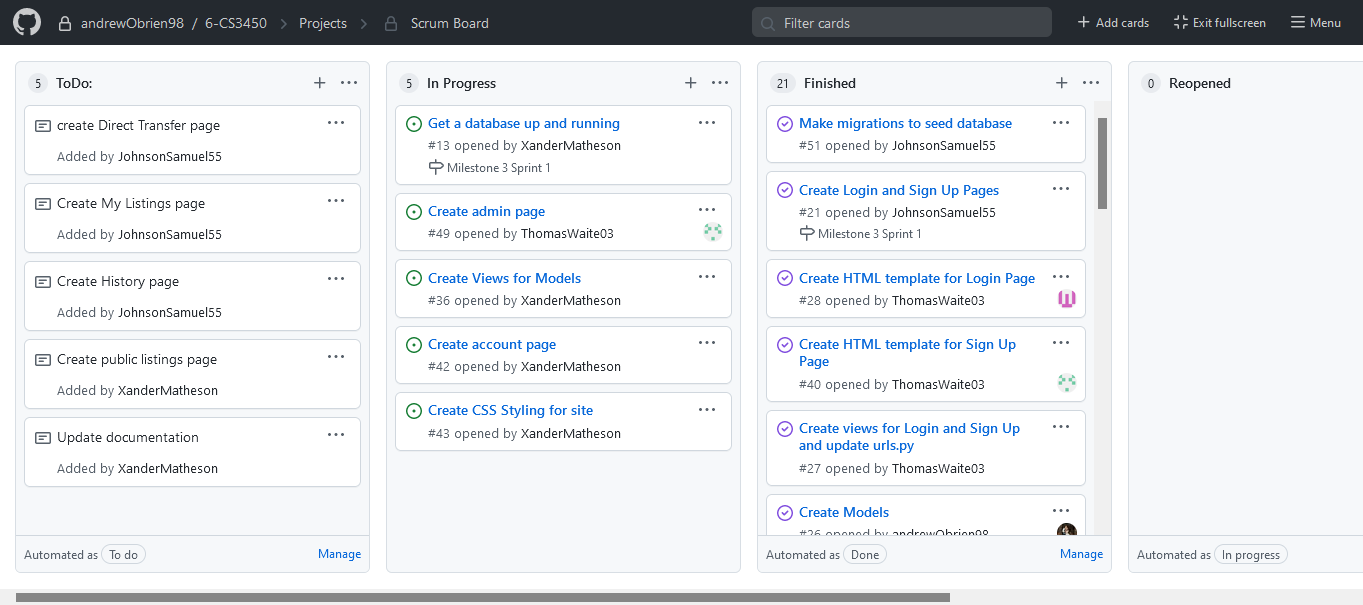 andrewObrien98 / 6-CS3450 Projects Scrum Board Filter cards Add cards Exit fullscreen Menu
5 ToDo:
create Direct Transfer page
Added by JohnsonSamuel55
Create My Listings page
Added by JohnsonSamuel55
Create History page
Added by JohnsonSamuel55
Create public listings page
Added by XanderMatheson
Update documentation
Added by XanderMatheson
Automated as To do Manage
5 In Progress
Get a database up and running
#13 opened by XanderMatheson
Milestone 3 Sprint 1
Create admin page
#49 opened by ThomasWaite03
Create Views for Models
#36 opened by XanderMatheson
Create account page
#42 opened by XanderMatheson
Create CSS Styling for site
#43 opened by XanderMatheson
21 Finished
Make migrations to seed database
#51 opened by JohnsonSamuel55
Create Login and Sign Up Pages
#21 opened by JohnsonSamuel55
Milestone 3 Sprint 1
Create HTML template for Login Page
#28 opened by ThomasWaite03
Create HTML template for Sign Up
Page
#40 opened by ThomasWaite03
Create views for Login and Sign Up
and update urls.py
#27 opened by ThomasWaite03
Create Models
#26 opened by andrewObrien98
Automated as Done Manage
0 Reopened
Automated as In progress